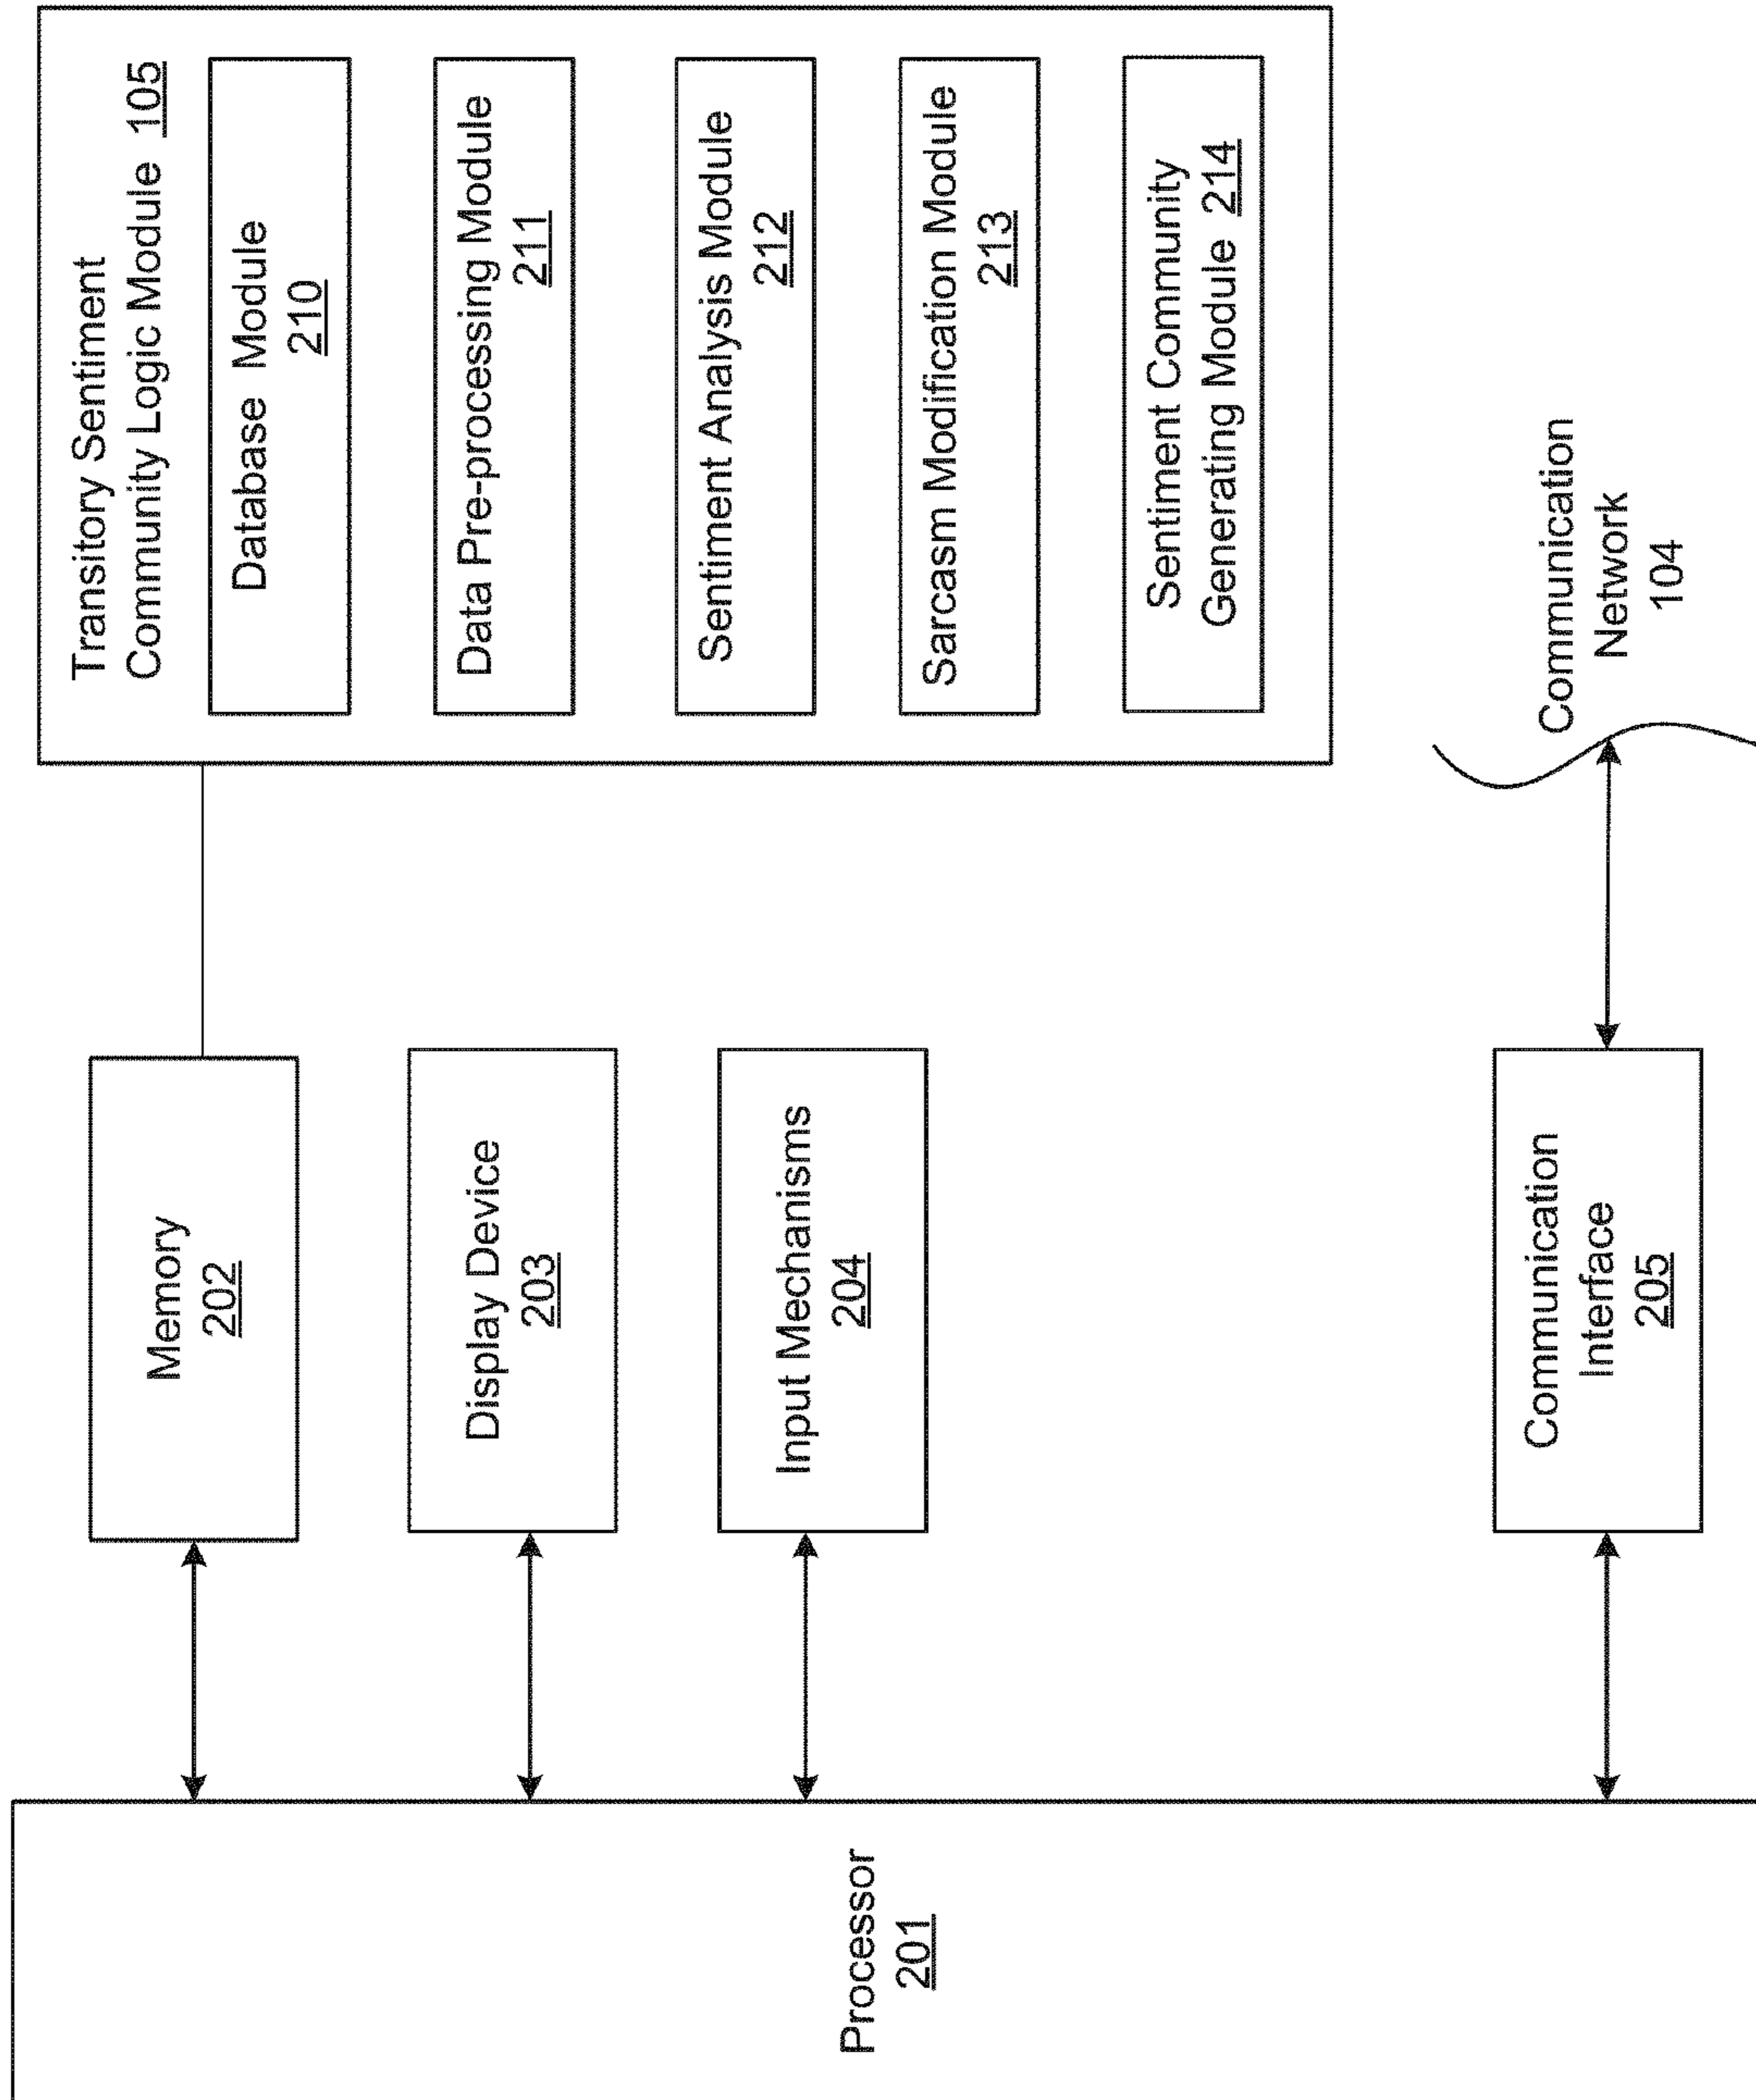 Processor
201
Memory
202
Display Device
203
Input Mechanisms
204
Communication
Interface
205
Transitory Sentiment
Community Logic Module 105
Database Module
210
Data Pre-processing Module
211
Sentiment Analysis Module
212
Sarcasm Modification Module
213
Sentiment Community
Generating Module 214
Communication
Network
104